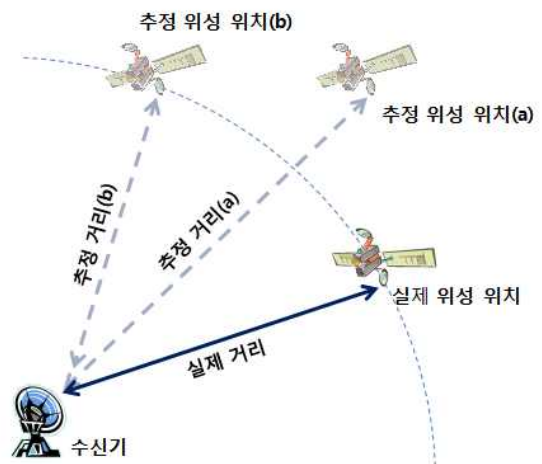 추정 위성 위치(b)
추정 위성 위치(a)
추정 거리(b)
추정 거리(a)
실제 위성 위치
실제 거리
수신기